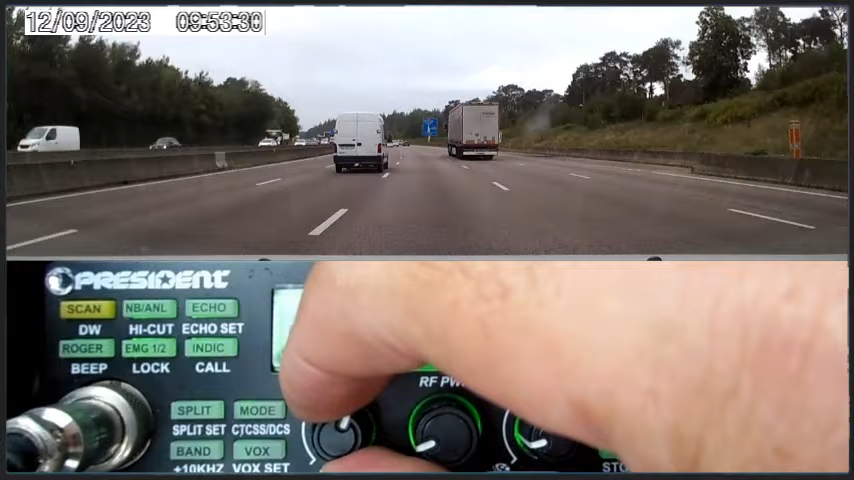 12/09/2023 09:53:30
PRESIDENT
SCAN NB/ANL ECHO
DW HI-CUT ECHO SET
ROGER EMG 1/2 INDIC
BEEP LOCK CALL
RF PWR
SPLIT MODE
SPLIT SET CTCSS/DCS
BAND VOX
+10KHZ VOX SET